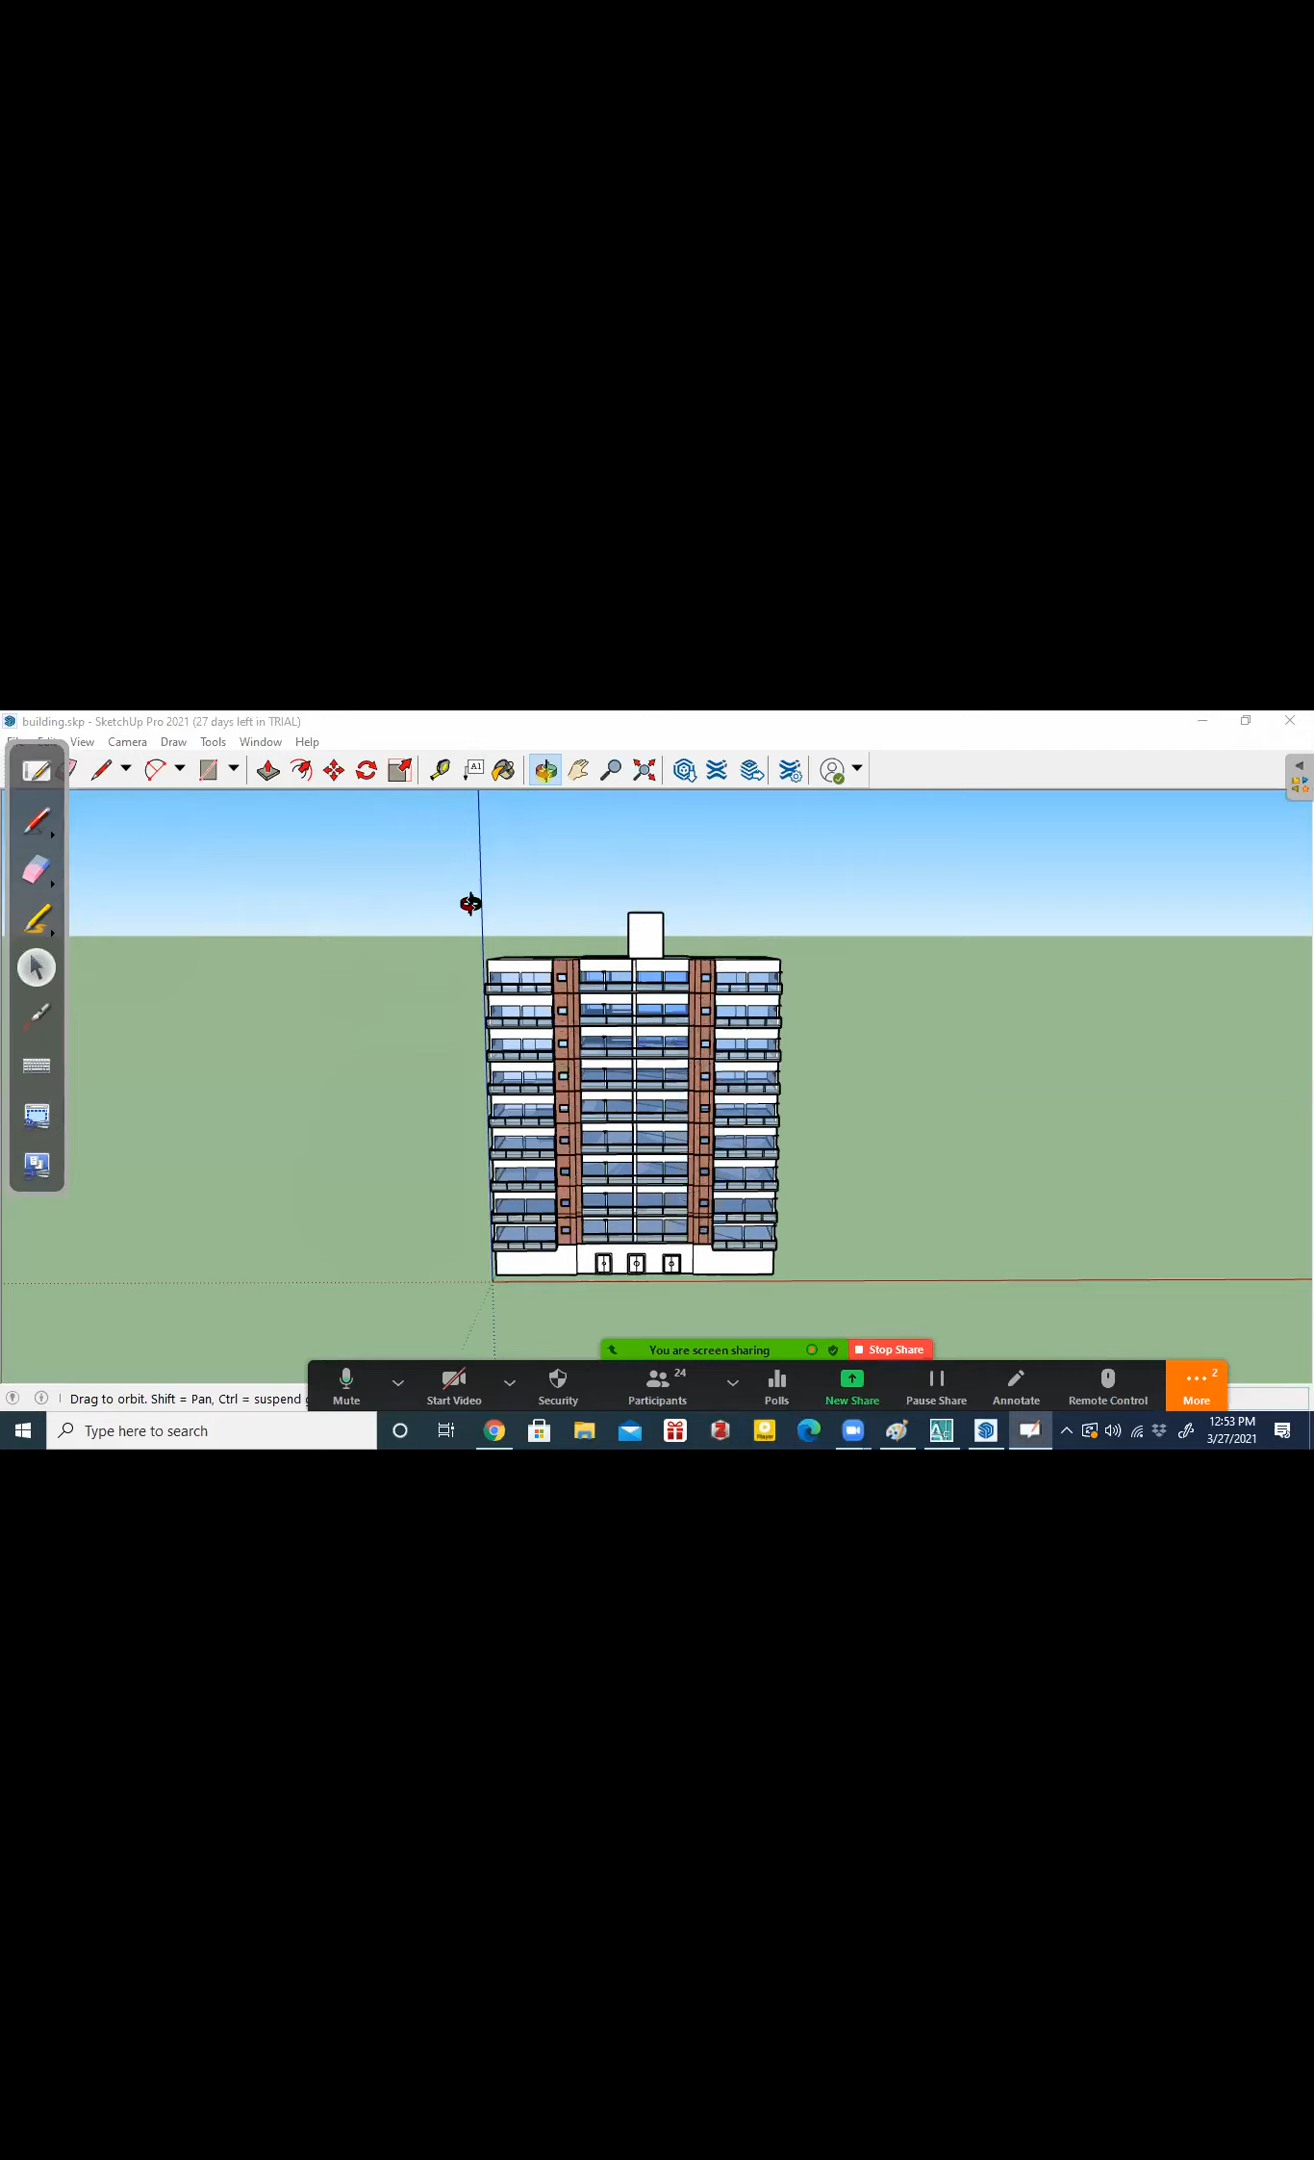 building.skp - SketchUp Pro 2021 (27 days left in TRIAL)
View Camera Draw Tools Window Help
A1
You are screen sharing Stop Share
24
2
Mute Start Video Security Participants Polls New Share Pause Share Annotate Remote Control More
Drag to orbit. Shift = Pan, Ctrl = suspend
Type here to search
12:53 PM
3/27/2021